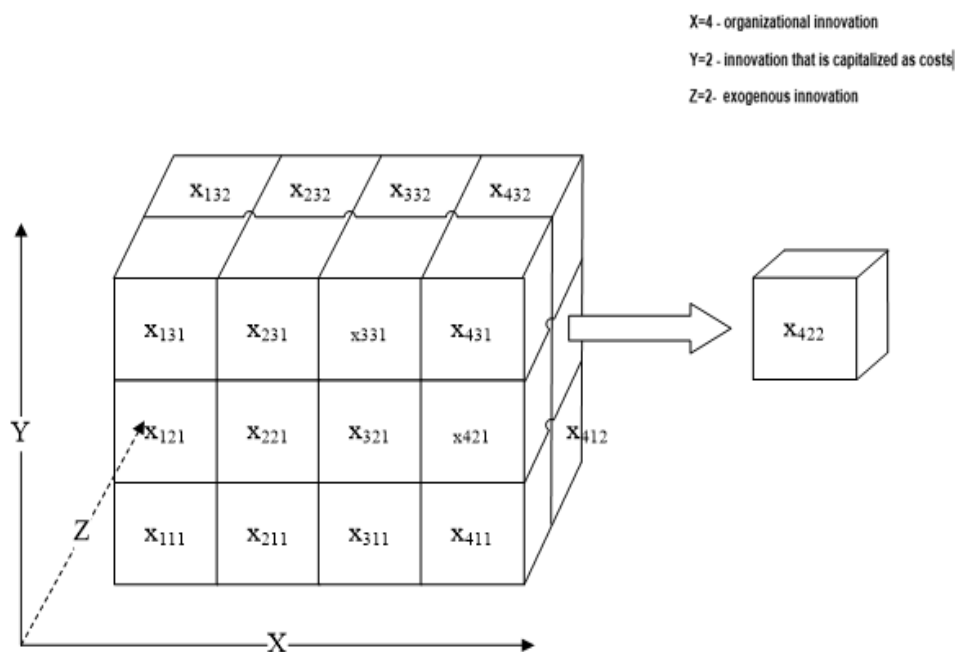 X=4 - organizational innovation
Y=2 - innovation that is capitalized as costs
Z=2- exogenous innovation
x132 x232 x332 x432
x131 x231 x331 x431
x422
Y
x121 x221 x321 x421 x412
Z
x111 x211 x311 x411
X